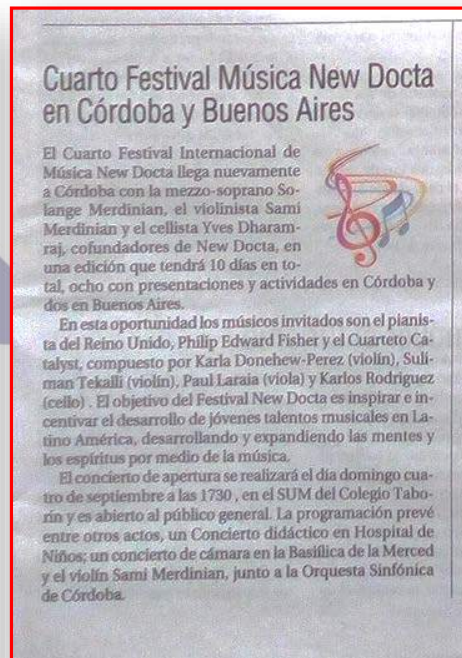 Cuarto Festival Música New Docta
en Córdoba y Buenos Aires
El Cuarto Festival Internacional de
Música New Docta llega nuevamente
a Córdoba con la mezzo-soprano So-
lange Merdinian, el violinista Sami
Merdinian y el cellista Yves Dharam-
raj, cofundadores de New Docta, en
una edición que tendrá 10 días en to-
tal, ocho con presentaciones y actividades en Córdoba y
dos en Buenos Aires.
En esta oportunidad los músicos invitados son el pianis-
ta del Reino Unido, Philip Edward Fisher y el Cuarteto Ca-
talyst, compuesto por Karla Donehew-Perez (violín), Suli-
man Tekalli (violín), Paul Laraia (viola) y Karlos Rodriguez
(cello) . El objetivo del Festival New Docta es inspirar e in-
centivar el desarrollo de jóvenes talentos musicales en La-
tino América, desarrollando y expandiendo las mentes y
los espíritus por medio de la música.
El concierto de apertura se realizará el día domingo cua-
tro de septiembre a las 1730 , en el SUM del Colegio Tabo-
rín y es abierto al público general. La programación prevé
entre otros actos, un Concierto didáctico en Hospital de
Niños; un concierto de cámara en la Basífilca de la Merced
y el violín Sami Merdinian, junto a la Orquesta Sinfónica
de Córdoba.